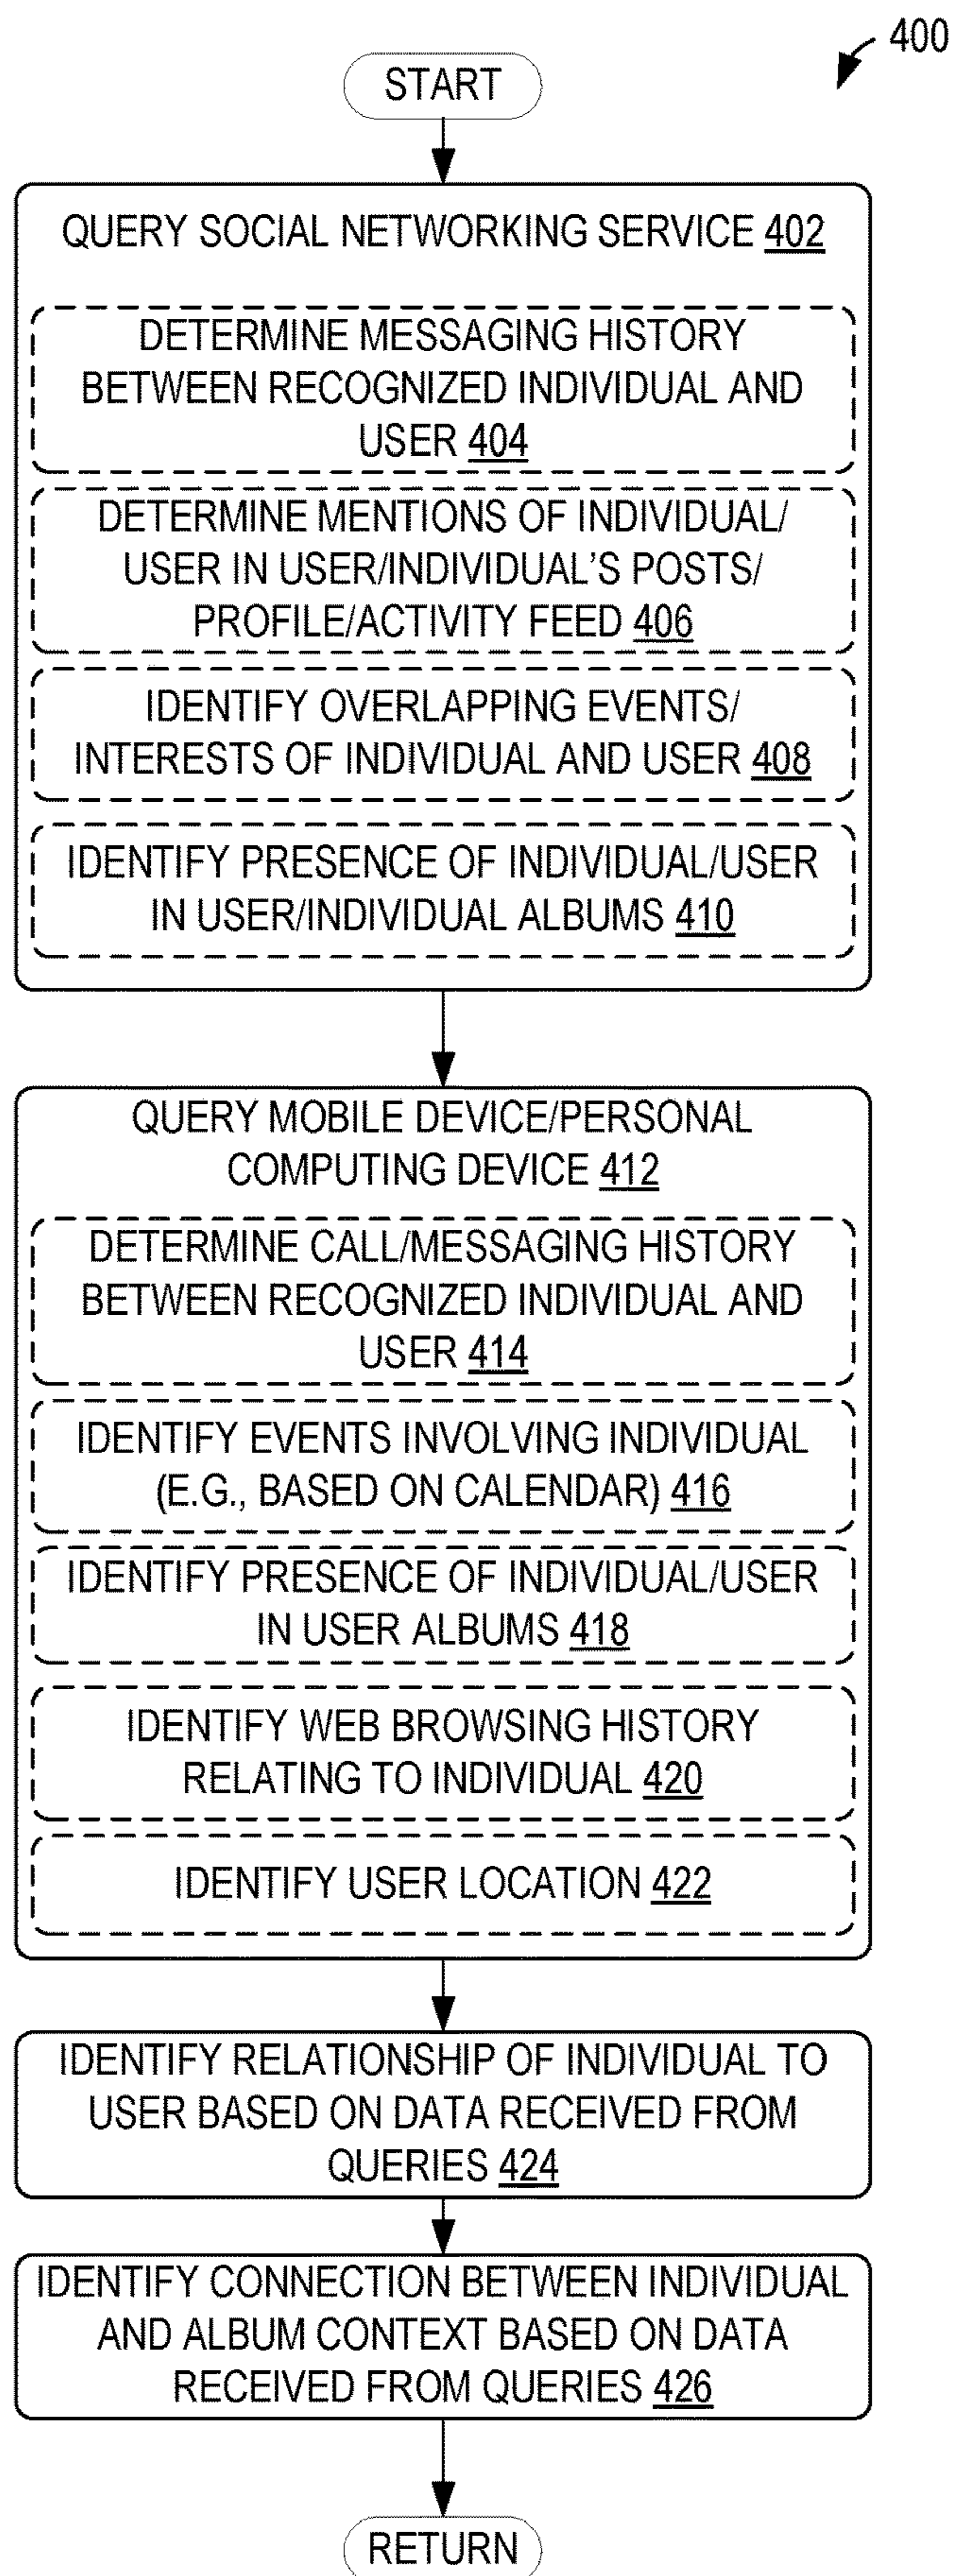 400
START
QUERY SOCIAL NETWORKING SERVICE 402
DETERMINE MESSAGING HISTORY
BETWEEN RECOGNIZED INDIVIDUAL AND
USER 404
DETERMINE MENTIONS OF INDIVIDUAL/
USER IN USER/INDIVIDUAL'S POSTS/
PROFILE/ACTIVITY FEED 406
IDENTIFY OVERLAPPING EVENTS/
INTERESTS OF INDIVIDUAL AND USER 408
IDENTIFY PRESENCE OF INDIVIDUAL/USER
IN USER/INDIVIDUAL ALBUMS 410
QUERY MOBILE DEVICE/PERSONAL
COMPUTING DEVICE 412
DETERMINE CALL/MESSAGING HISTORY
BETWEEN RECOGNIZED INDIVIDUAL AND
USER 414
IDENTIFY EVENTS INVOLVING INDIVIDUAL
(E.G., BASED ON CALENDAR) 416
IDENTIFY PRESENCE OF INDIVIDUAL/USER
IN USER ALBUMS 418
IDENTIFY WEB BROWSING HISTORY
RELATING TO INDIVIDUAL 420
IDENTIFY USER LOCATION 422
IDENTIFY RELATIONSHIP OF INDIVIDUAL TO
USER BASED ON DATA RECEIVED FROM
QUERIES 424
IDENTIFY CONNECTION BETWEEN INDIVIDUAL
AND ALBUM CONTEXT BASED ON DATA
RECEIVED FROM QUERIES 426
RETURN